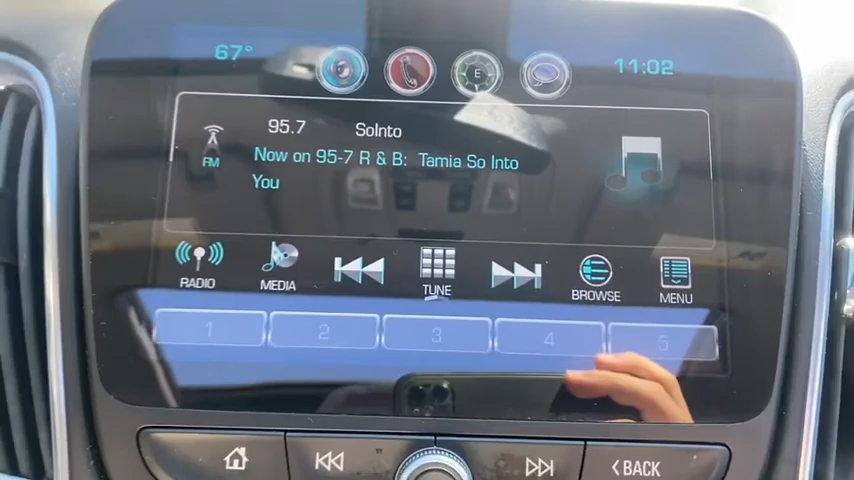 67°
E
11:02
95.7 SoInto
FM
Now on 95-7 R & B: Tamia So Into
You
RADIO
MEDIA
TUNE
BROWSE
MENU
1 2 3 4 5
BACK